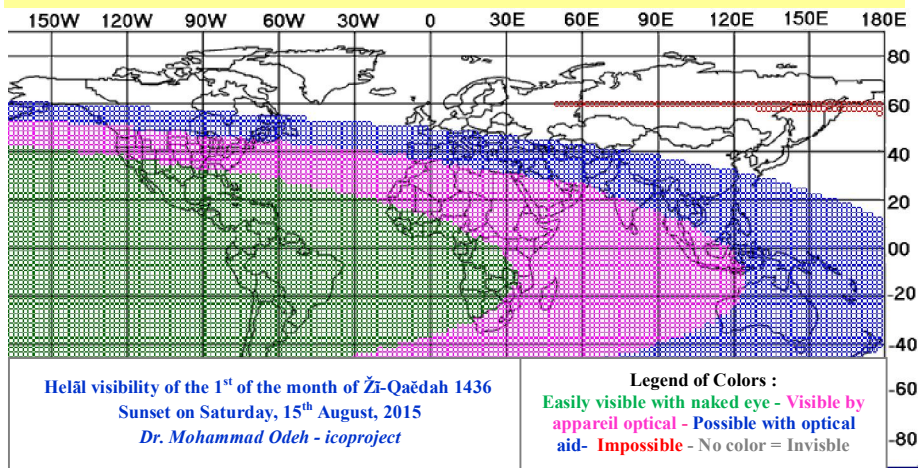 150W 120W 90W 60W 30W 0 30E 60E 90E 120E 150E 180E
80
60
40
20
00
-20
-40
-60
-80
Helāl visibility of the 1st of the month of Žī-Qaĕdah 1436
Sunset on Saturday, 15th August, 2015
Dr. Mohammad Odeh - icoproject
Legend of Colors :
Easily visible with naked eye - Visible by
appareil optical - Possible with optical
aid- Impossible - No color = Invisble